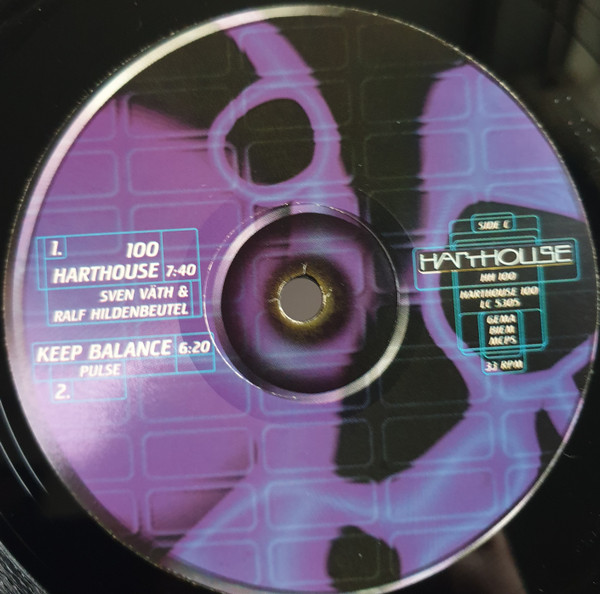 1.
100
HARTHOUSE 7:40
SVEN VÄTH &
RALF HILDENBEUTEL
KEEP BALANCE 6:20
PULSE
2.
SIDE C
HARTHOUSE
HH 100
HARTHOUSE 100
LC 5305
GEMA
BIEM
MCPS
33 RPM